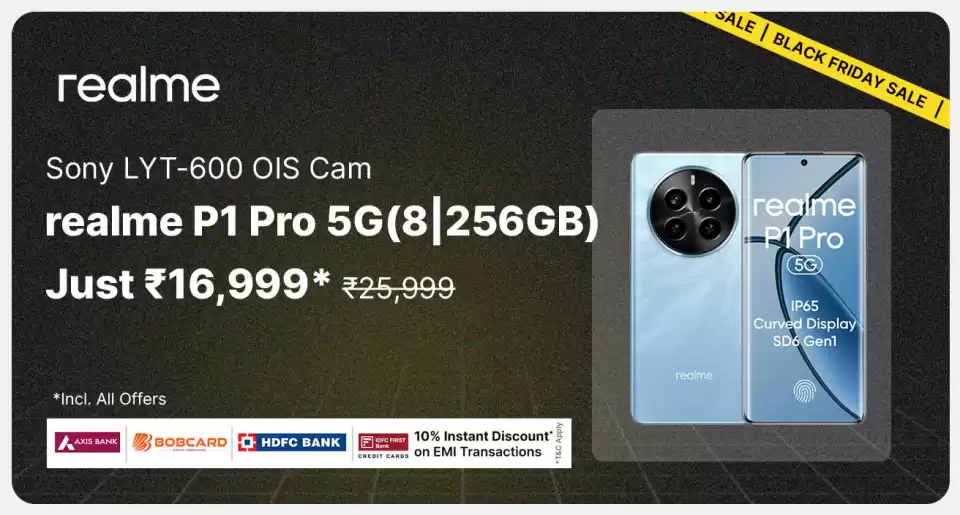 SALE | BLACK FRIDAY SALE |
realme
Sony LYT-600 OIS Cam
realme P1 Pro 5G(8|256GB)
Just ₹16,999* ₹25,999
realme
P1 Pro
5G
IP65
Curved Display
SD6 Gen1
realme
*Incl. All Offers
AXIS BANK
BOBCARD
HDFC BANK
IDFC FIRST
Bank
CREDIT CARDS
10% Instant Discount*
on EMI Transactions
*T&C Apply